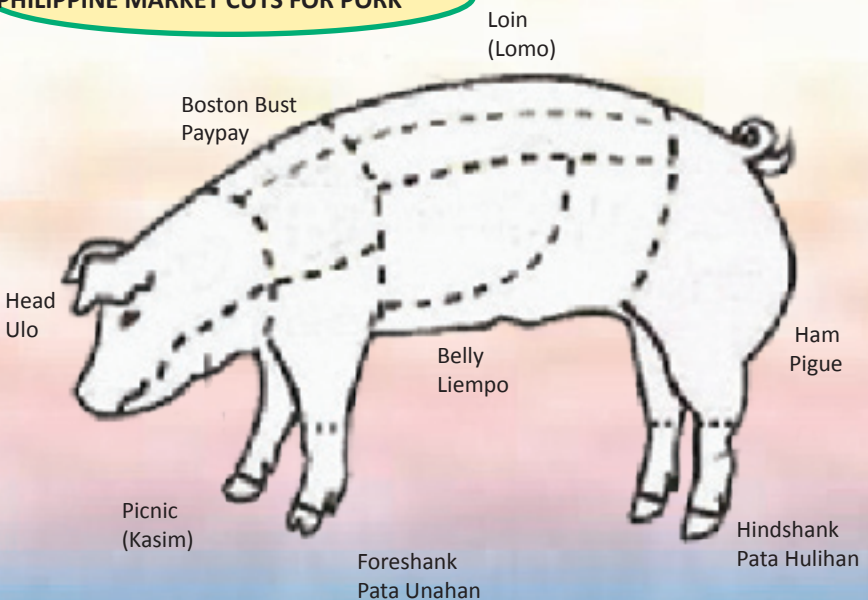 PHILIPPINE MARKET CUTS FOR PORK
Loin
(Lomo)
Boston Bust
Paypay
Head
Ulo
Belly
Liempo
Ham
Pigue
Picnic
(Kasim)
Foreshank
Pata Unahan
Hindshank
Pata Hulihan